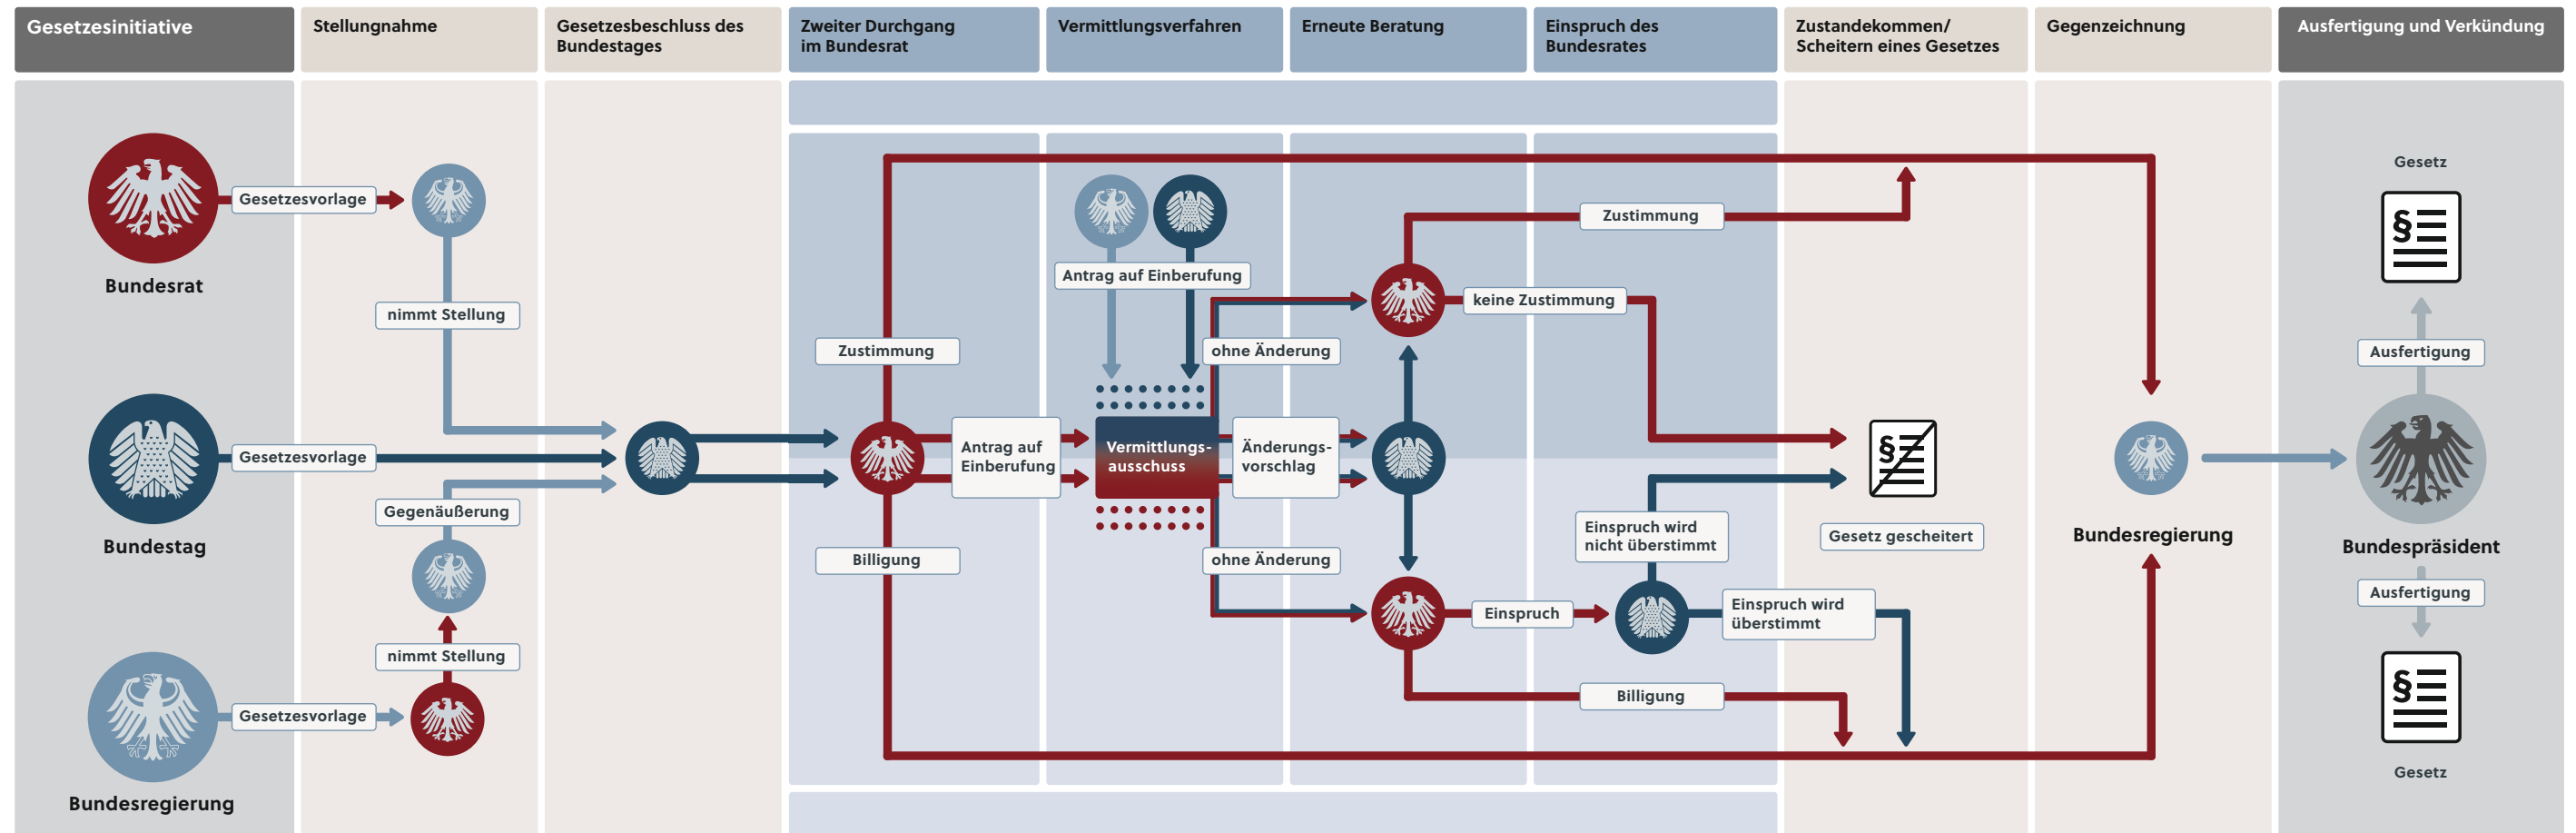 Gesetzesinitiative
Stellungnahme
Gesetzesbeschluss des
Bundestages
Zweiter Durchgang
im Bundesrat
Vermittlungsverfahren
Erneute Beratung
Einspruch des
Bundesrates
Zustandekommen/
Scheitern eines Gesetzes
Gegenzeichnung
Ausfertigung und Verkündung
Gesetzesvorlage
Bundesrat
nimmt Stellung
Gesetzesvorlage
Bundestag
Gegenäußerung
nimmt Stellung
Gesetzesvorlage
Bundesregierung
Zustimmung
Billigung
Antrag auf
Einberufung
Antrag auf Einberufung
Vermittlungs-
ausschuss
ohne Änderung
Änderungs-
vorschlag
ohne Änderung
Zustimmung
keine Zustimmung
Einspruch
Billigung
Einspruch wird
nicht überstimmt
Einspruch wird
überstimmt
§
Gesetz gescheitert
Bundesregierung
Gesetz
§
Ausfertigung
Bundespräsident
Ausfertigung
§
Gesetz